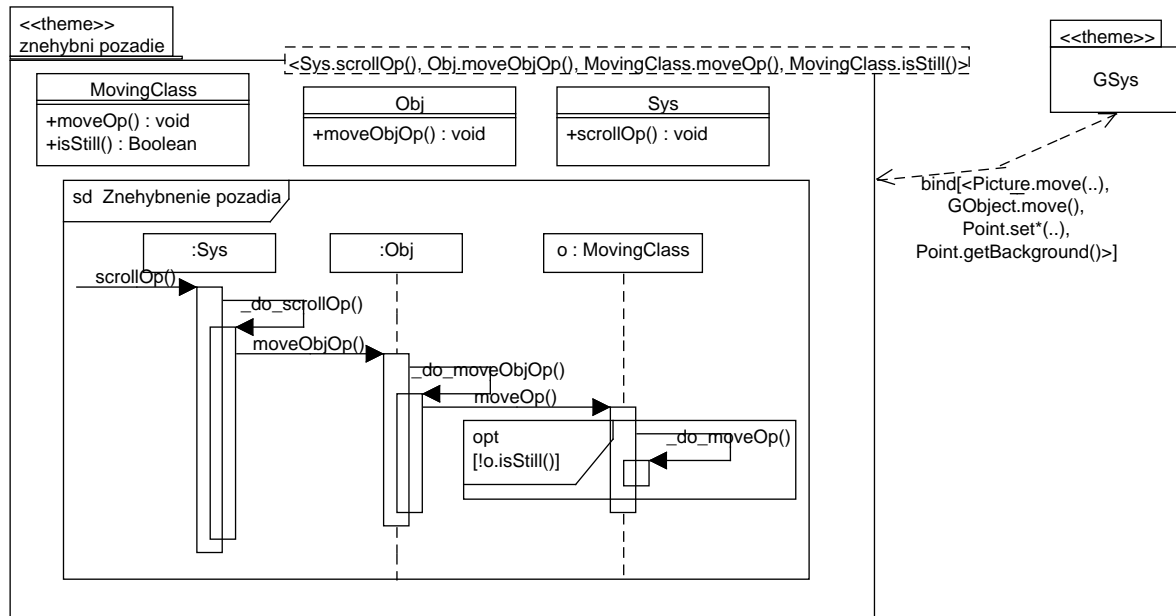 <<theme>>
znehybni pozadie
<Sys.scrollOp(), Obj.moveObjOp(), MovingClass.moveOp(), MovingClass.isStill()>
<<theme>>
GSys
MovingClass
+moveOp() : void
+isStill() : Boolean
Obj
+moveObjOp() : void
Sys
+scrollOp() : void
bind[<Picture.move(..),
GObject.move(),
Point.set*(..),
Point.getBackground()>]
sd Znehybnenie pozadia
:Sys
:Obj
o : MovingClass
scrollOp()
_do_scrollOp()
moveObjOp()
_do_moveObjOp()
moveOp()
opt
[!o.isStill()]
_do_moveOp()